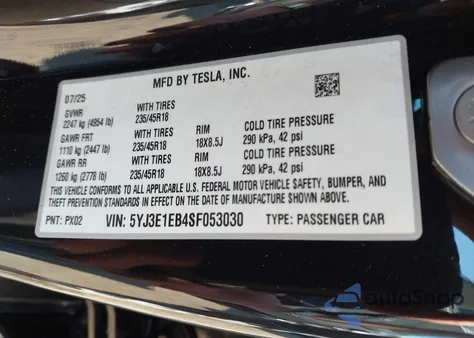 MFD BY TESLA, INC.
07/25
GVWR WITH TIRES
2247 kg (4954 lb) 235/45R18 RIM COLD TIRE PRESSURE
GAWR FRT WITH TIRES 18X8.5J 290 kPa, 42 psi
1110 kg (2447 lb) 235/45R18 RIM COLD TIRE PRESSURE
GAWR RR WITH TIRES 18X8.5J 290 kPa, 42 psi
1260 kg (2778 lb) 235/45R18
THIS VEHICLE CONFORMS TO ALL APPLICABLE U.S. FEDERAL MOTOR VEHICLE SAFETY, BUMPER, AND
THEFT PREVENTION STANDARDS IN EFFECT ON THE DATE OF MANUFACTURE SHOWN ABOVE.
PNT: PX02 VIN: 5YJ3E1EB4SF053030 TYPE: PASSENGER CAR
AutoSnap